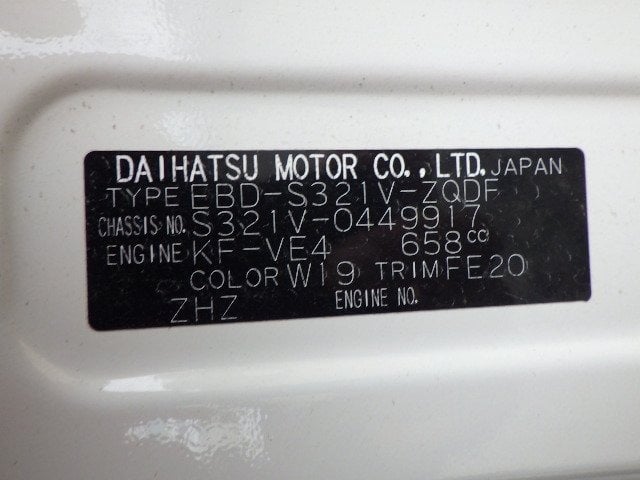 DAIHATSU MOTOR CO., LTD. JAPAN
TYPE EBD-S321V-ZQDF
CHASSIS NO. S321V-0449917
ENGINE KF-VE4 658cc
COLOR W19 TRIM FE20
ZHZ ENGINE NO.